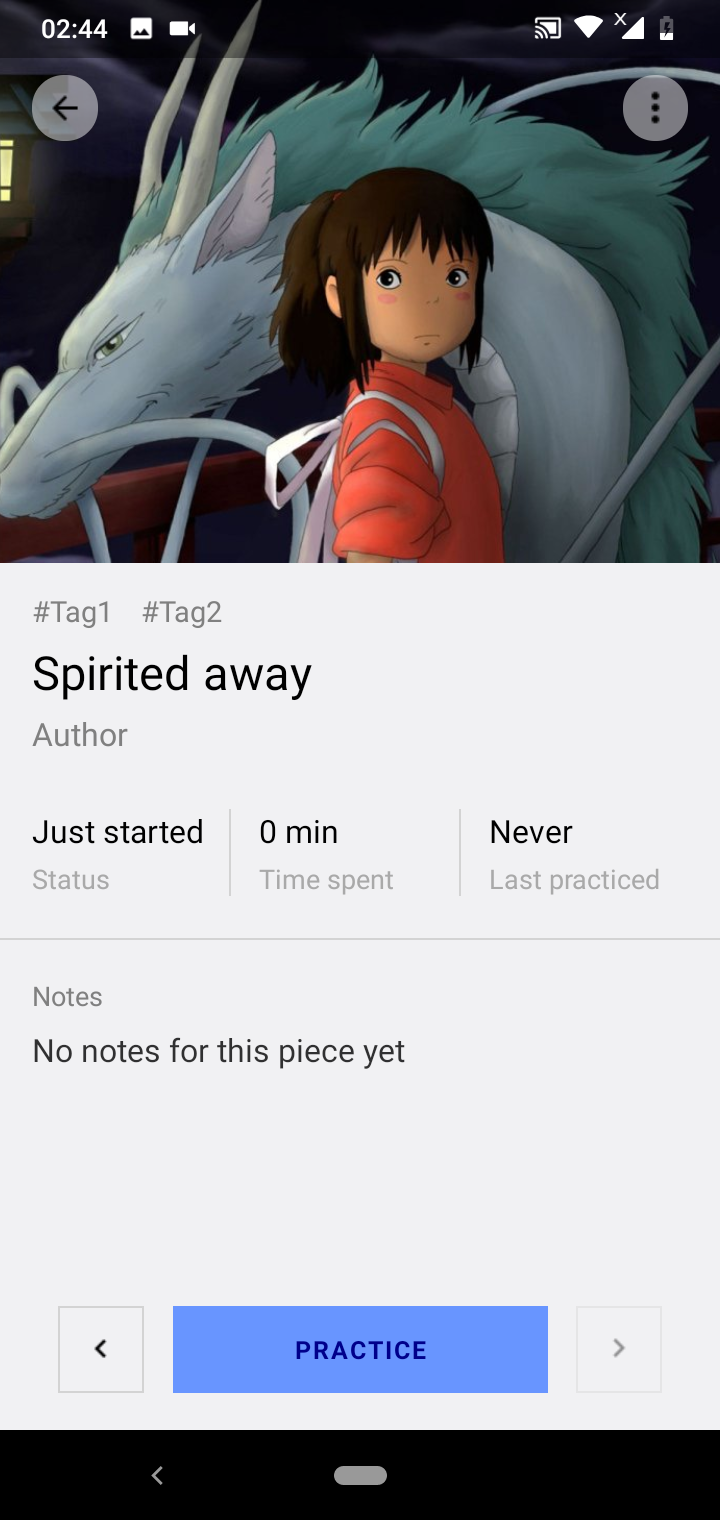 02:44
#Tag1 #Tag2
Spirited away
Author
Just started 0 min Never
Status Time spent Last practiced
Notes
No notes for this piece yet
PRACTICE